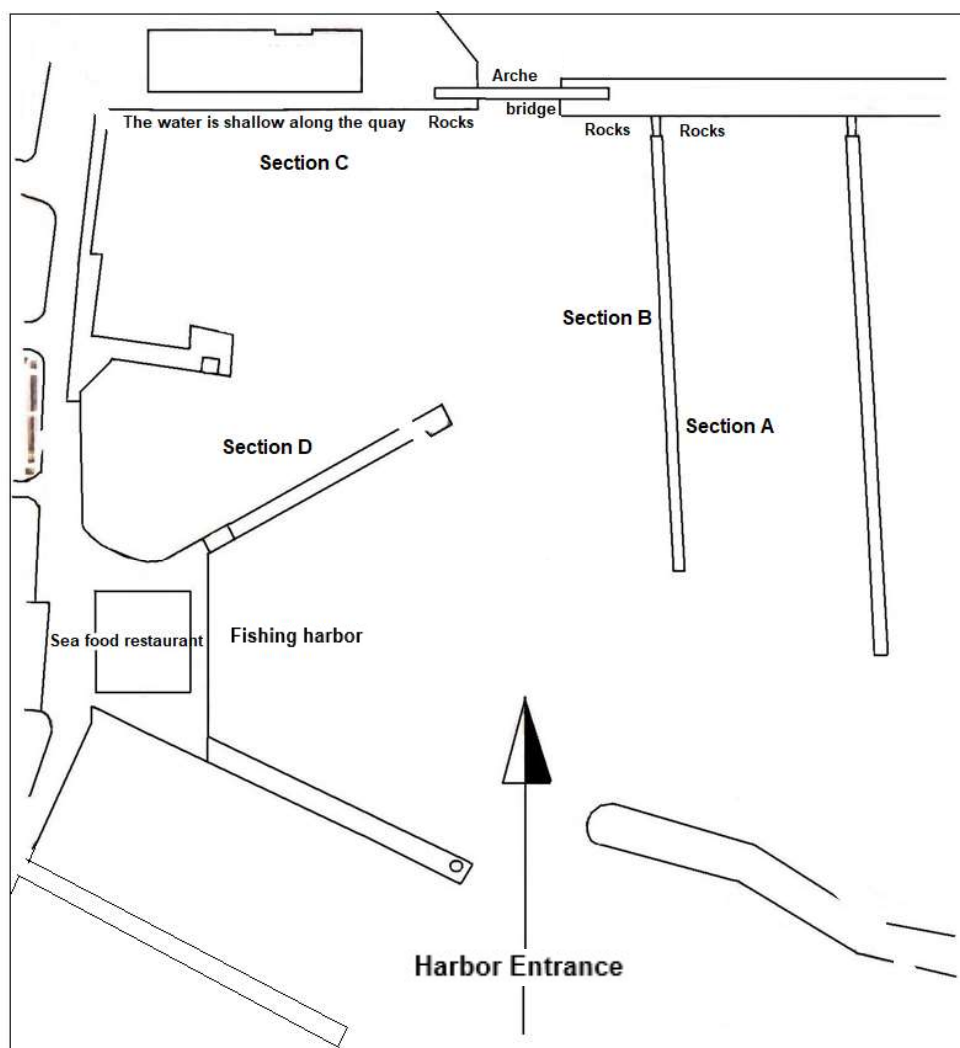 Arche
bridge
The water is shallow along the quay
Rocks
Rocks
Rocks
Section C
Section B
Section A
Section D
Sea food restaurant
Fishing harbor
Harbor Entrance